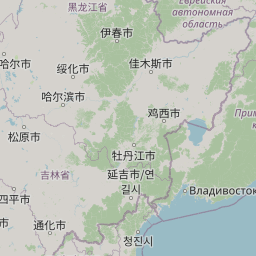 Еврейская
автономная
область
黑龙江省
伊春市
佳木斯市
哈尔市
绥化市
哈尔滨市
鸡西市
松原市
牡丹江市
吉林省
延吉市/연
길시
Владивосток
四平市
通化市
청진시